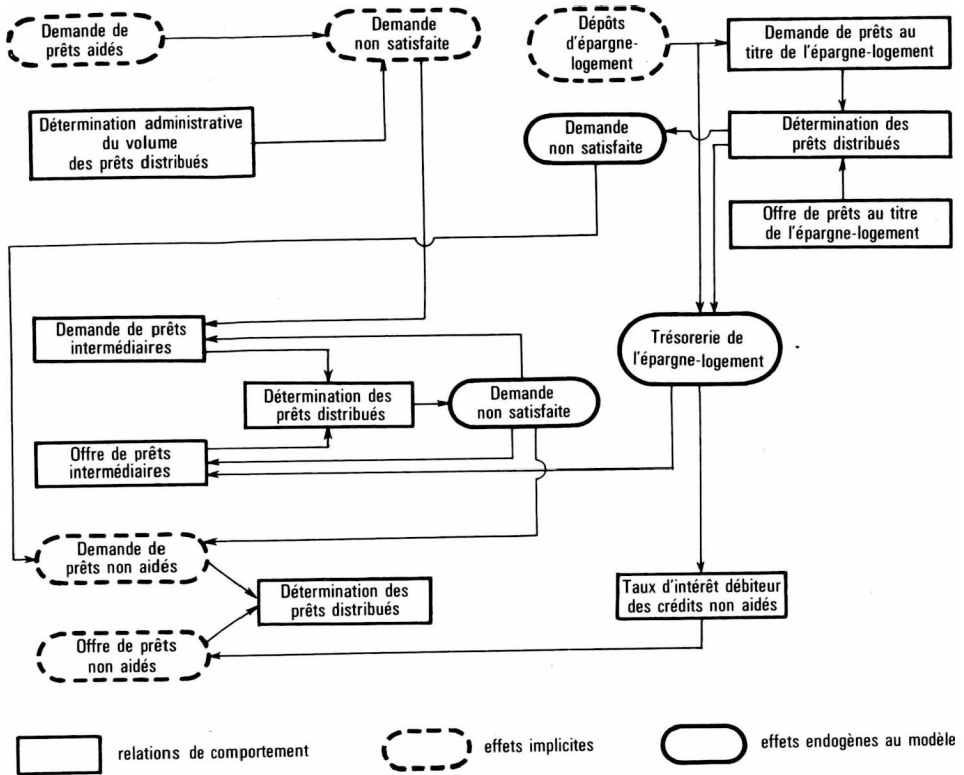 Demande de
prêts aidés
Demande
non satisfaite
Dépôts
d'épargne-
logement
Demande de prêts au
titre de l'épargne-logement
Détermination administrative
du volume
des prêts distribués
Demande
non satisfaite
Détermination des
prêts distribués
Offre de prêts au titre
de l'épargne-logement
Demande de prêts
intermédiaires
Trésorerie de
l'épargne-logement
Détermination des
prêts distribués
Demande
non satisfaite
Offre de prêts
intermédiaires
Demande de
prêts non aidés
Détermination des
prêts distribués
Taux d'intérêt débiteur
des crédits non aidés
Offre de prêts
non aidés
relations de comportement
effets implicites
effets endogènes au modèle